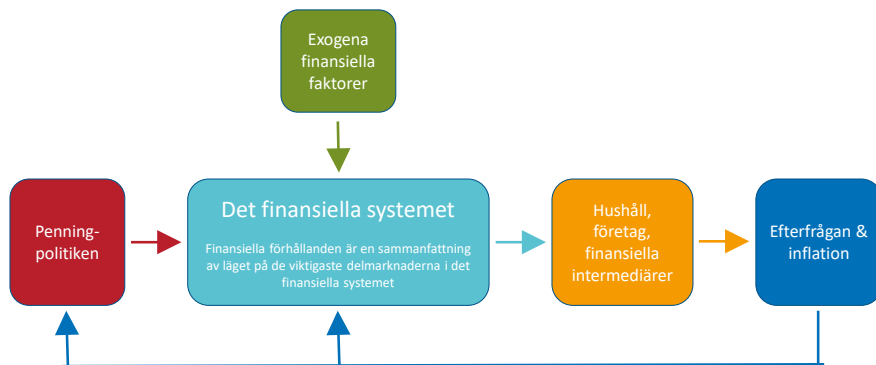 Exogena
finansiella
faktorer
Penning-
politiken
Det finansiella systemet
Finansiella förhållanden är en sammanfattning
av läget på de viktigaste delmarknaderna i det
finansiella systemet
Hushåll,
företag,
finansiella
intermediärer
Efterfrågan &
inflation